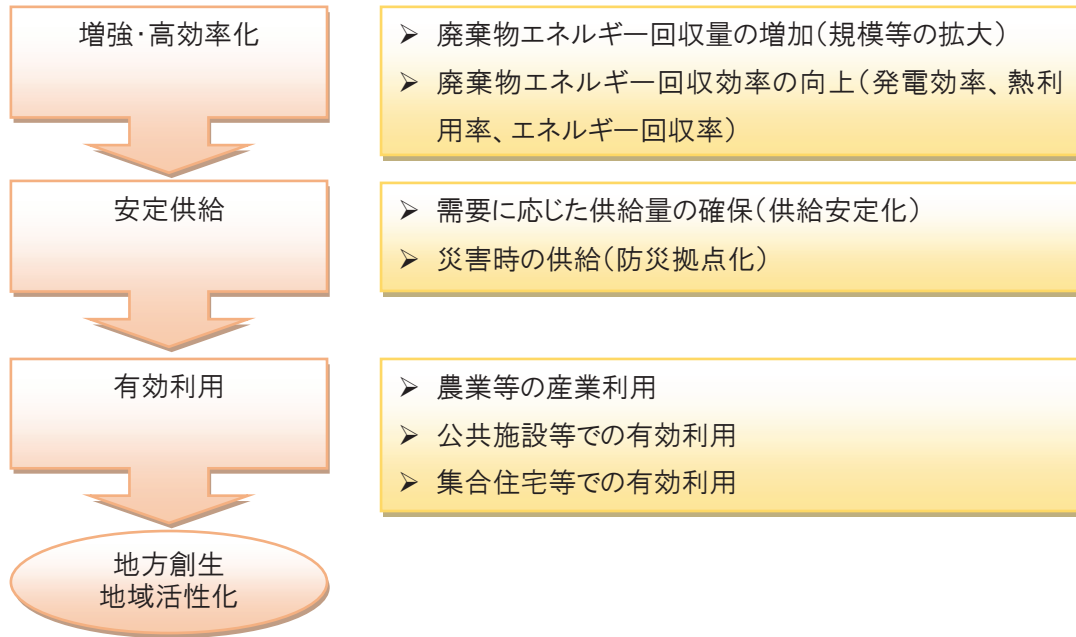 増強・高効率化
➢ 廃棄物エネルギー回収量の増加（規模等の拡大）
➢ 廃棄物エネルギー回収効率の向上（発電効率、熱利
用率、エネルギー回収率）
安定供給
➢ 需要に応じた供給量の確保（供給安定化）
➢ 災害時の供給（防災拠点化）
有効利用
➢ 農業等の産業利用
➢ 公共施設等での有効利用
➢ 集合住宅等での有効利用
地方創生
地域活性化